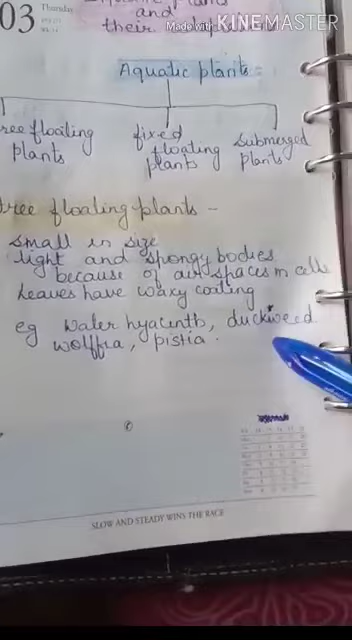 03 Thursday
and
their
Made with KINEMASTER
Aquatic plants :-
ree floating plants
fixed floating plants
Submerged plants
free floating plants -
small in size
light and spongy bodies
because of air spaces in cells
Leaves have waxy coating
eg water hyacinth, duckweed
wolffia, pistia.
SLOW AND STEADY WINS THE RACE